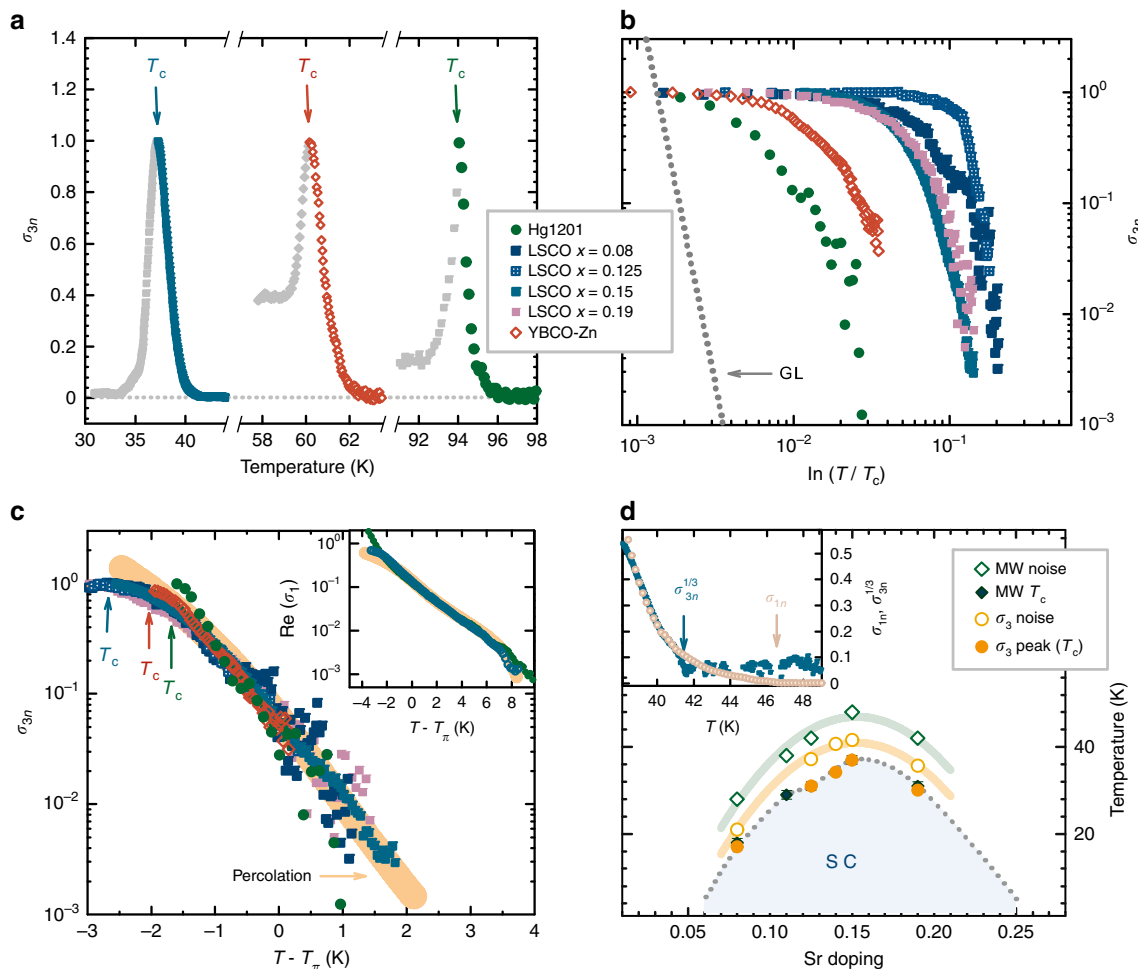 a
1.4
1.2
1.0
0.8
0.6
0.4
0.2
0
σ3n
Tc
Tc
Tc
30
40
58
60
62
92
94
96
98
Temperature (K)
Hg1201
LSCO x = 0.08
LSCO x = 0.125
LSCO x = 0.15
LSCO x = 0.19
YBCO-Zn
b
10^0
10^-1
10^-2
10^-3
σ3n
GL
10^-3
10^-2
10^-1
ln (T / Tc)
c
10^0
10^-1
10^-2
10^-3
σ3n
Tc
Tc
Tc
Percolation
−3
−2
−1
0
1
2
3
4
T - Tπ (K)
10^0
10^-1
10^-2
10^-3
Re (σ1)
−4
−2
0
2
4
6
8
T - Tπ (K)
d
σ3n^1/3
σ1n
0.5
0.4
0.3
0.2
0.1
0
σ1n, σ3n^1/3
40
42
44
46
48
T (K)
MW noise
MW Tc
σ3 noise
σ3 peak (Tc)
40
20
Temperature (K)
S C
0.05
0.10
0.15
0.20
0.25
Sr doping